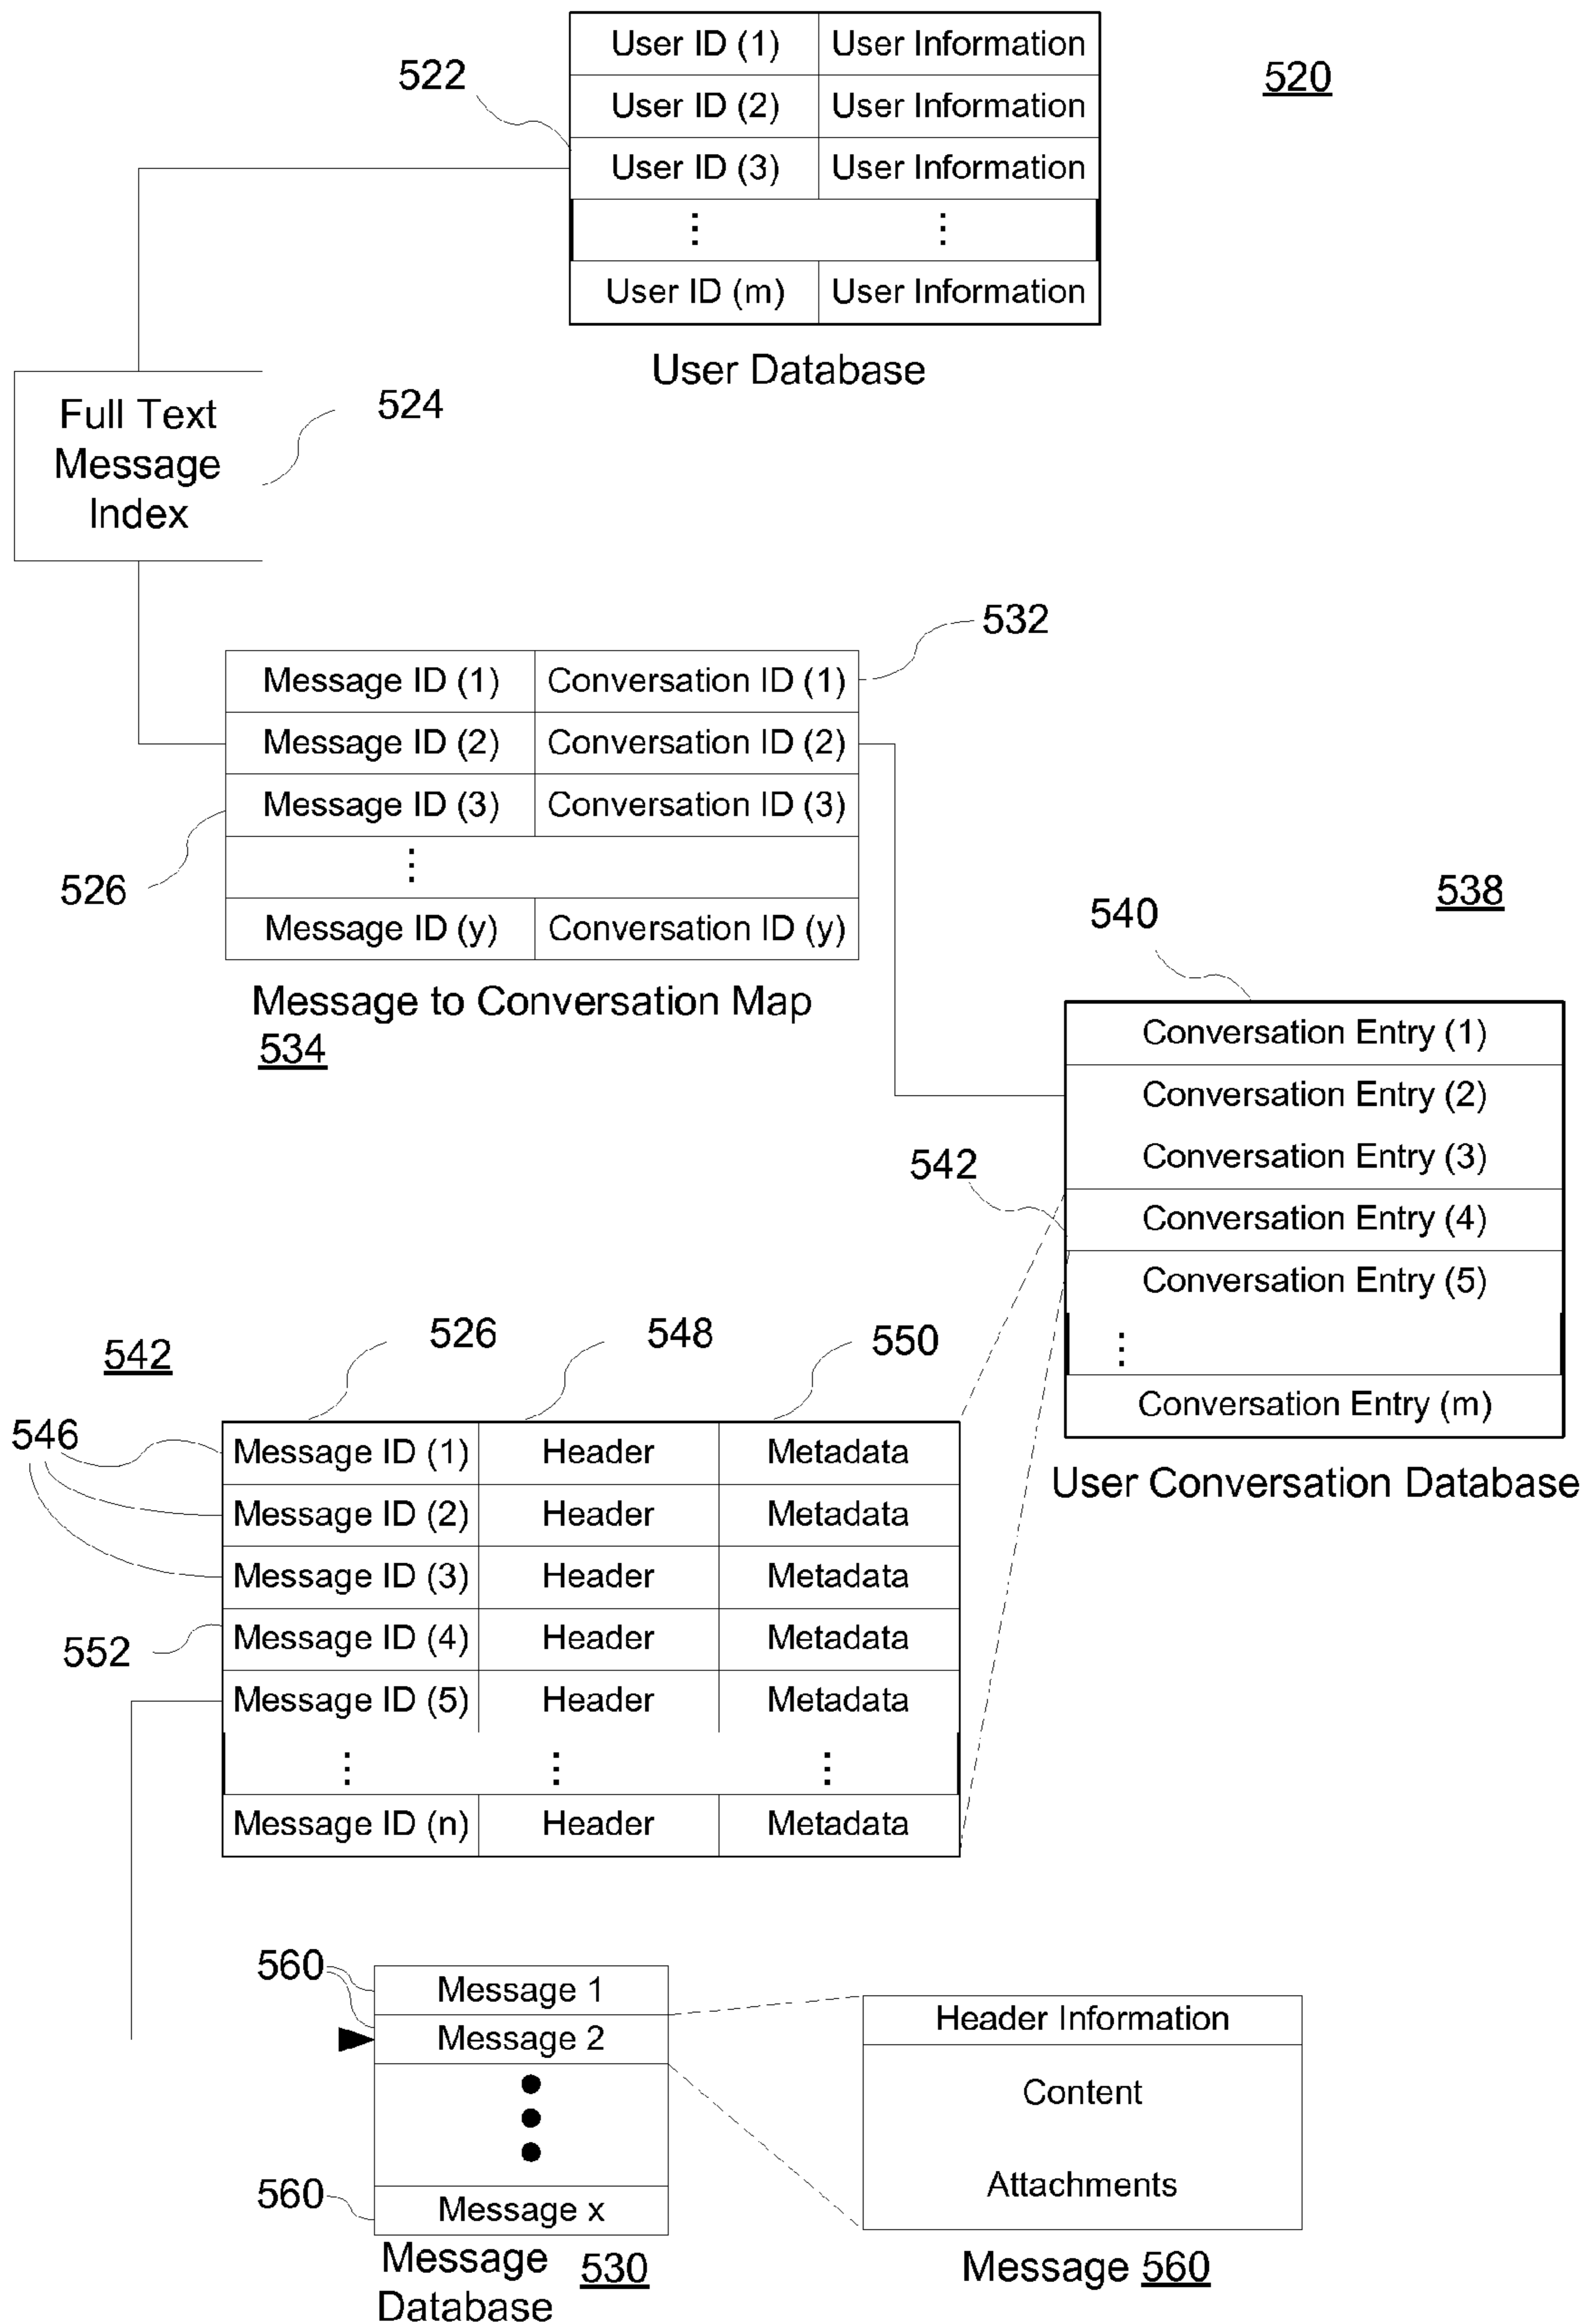 User ID (1) User Information
522
520
User ID (2) User Information
User ID (3) User Information
⋮ ⋮
User ID (m) User Information
User Database
Full Text
Message
Index
524
532
Message ID (1) Conversation ID (1)
Message ID (2) Conversation ID (2)
Message ID (3) Conversation ID (3)
⋮
526
Message ID (y) Conversation ID (y)
Message to Conversation Map
534
538
540
Conversation Entry (1)
Conversation Entry (2)
Conversation Entry (3)
542
Conversation Entry (4)
Conversation Entry (5)
⋮
Conversation Entry (m)
User Conversation Database
542
526 548 550
546
Message ID (1) Header Metadata
Message ID (2) Header Metadata
Message ID (3) Header Metadata
552
Message ID (4) Header Metadata
Message ID (5) Header Metadata
⋮ ⋮ ⋮
Message ID (n) Header Metadata
560
Message 1
Message 2
560
Message x
Message
Database
530
Header Information
Content
Attachments
Message 560